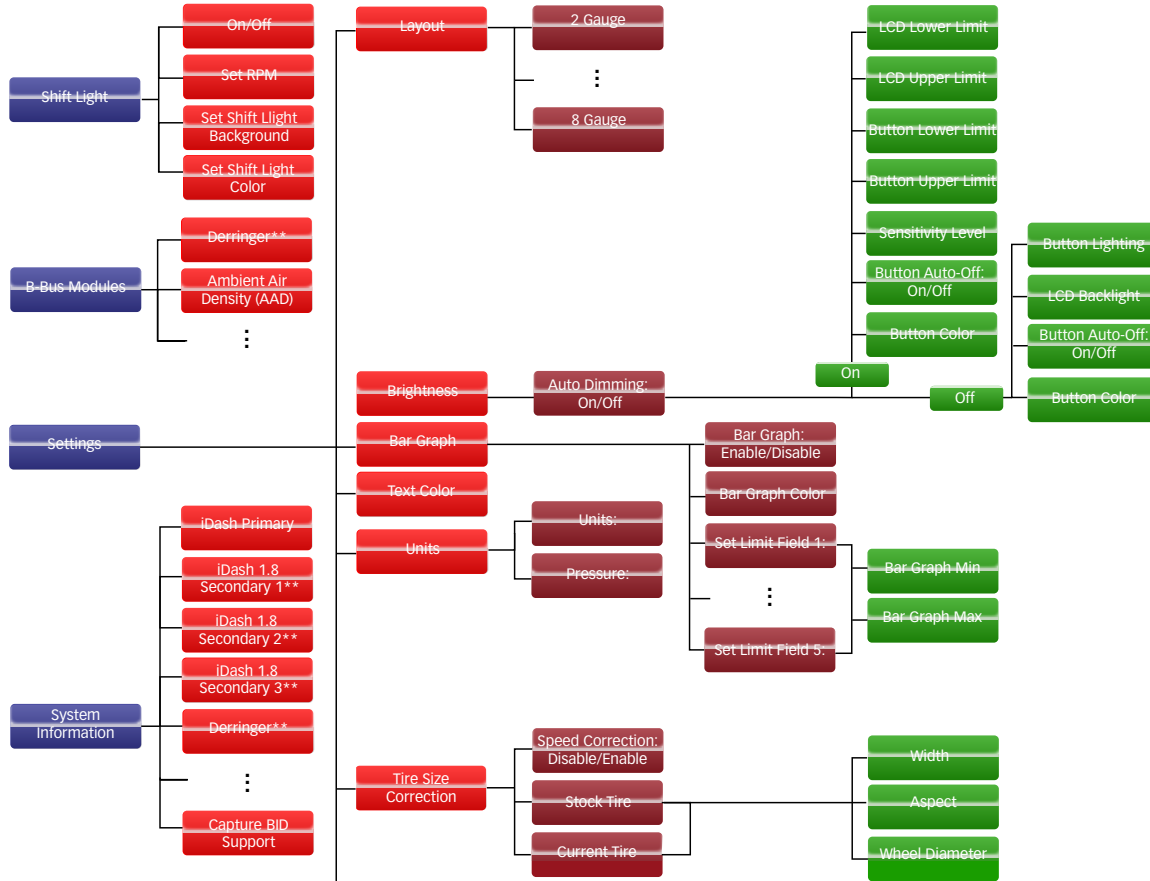 Shift Light
On/Off
Set RPM
Set Shift Llight
Background
Set Shift Light
Color
B-Bus Modules
Derringer**
Ambient Air
Density (AAD)
⋮
Settings
Layout
2 Gauge
⋮
8 Gauge
Brightness
Auto Dimming:
On/Off
On
LCD Lower Limit
LCD Upper Limit
Button Lower Limit
Button Upper Limit
Sensitivity Level
Button Auto-Off:
On/Off
Button Color
Off
Button Lighting
LCD Backlight
Button Auto-Off:
On/Off
Button Color
Bar Graph
Bar Graph:
Enable/Disable
Bar Graph Color
Set Limit Field 1:
⋮
Set Limit Field 5:
Bar Graph Min
Bar Graph Max
Text Color
Units
Units:
Pressure:
Tire Size
Correction
Speed Correction:
Disable/Enable
Stock Tire
Current Tire
Width
Aspect
Wheel Diameter
System
Information
iDash Primary
iDash 1.8
Secondary 1**
iDash 1.8
Secondary 2**
iDash 1.8
Secondary 3**
Derringer**
⋮
Capture BID
Support